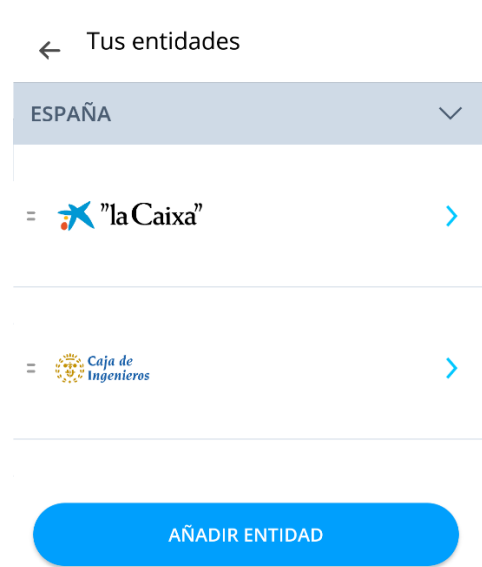 Tus entidades
ESPAÑA
"la Caixa"
Caja de
Ingenieros
AÑADIR ENTIDAD